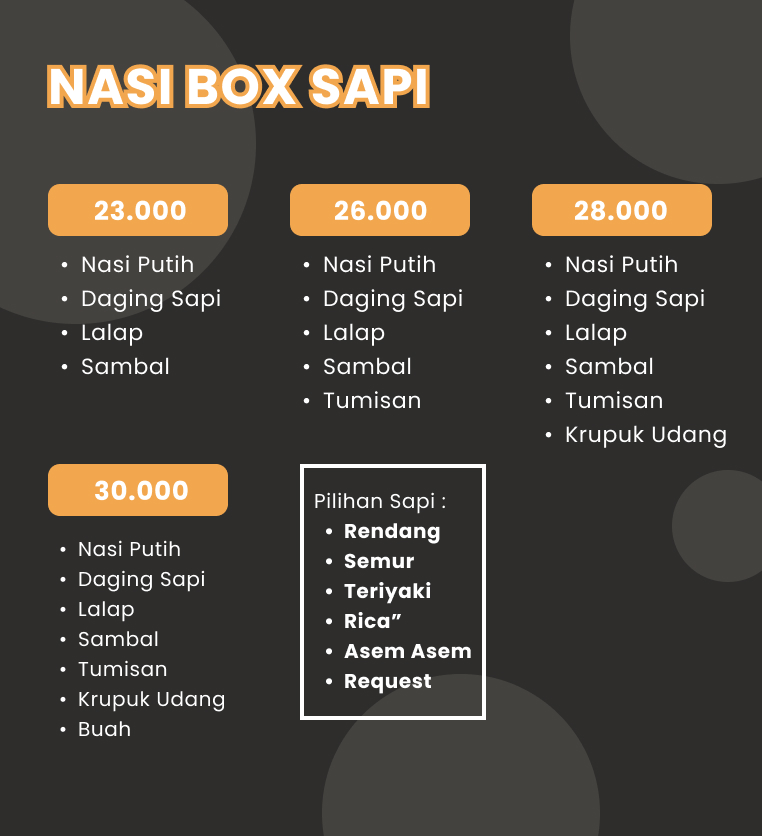 NASI BOX SAPI
23.000
• Nasi Putih
• Daging Sapi
• Lalap
• Sambal
26.000
• Nasi Putih
• Daging Sapi
• Lalap
• Sambal
• Tumisan
28.000
• Nasi Putih
• Daging Sapi
• Lalap
• Sambal
• Tumisan
• Krupuk Udang
30.000
• Nasi Putih
• Daging Sapi
• Lalap
• Sambal
• Tumisan
• Krupuk Udang
• Buah
Pilihan Sapi :
• Rendang
• Semur
• Teriyaki
• Rica”
• Asem Asem
• Request